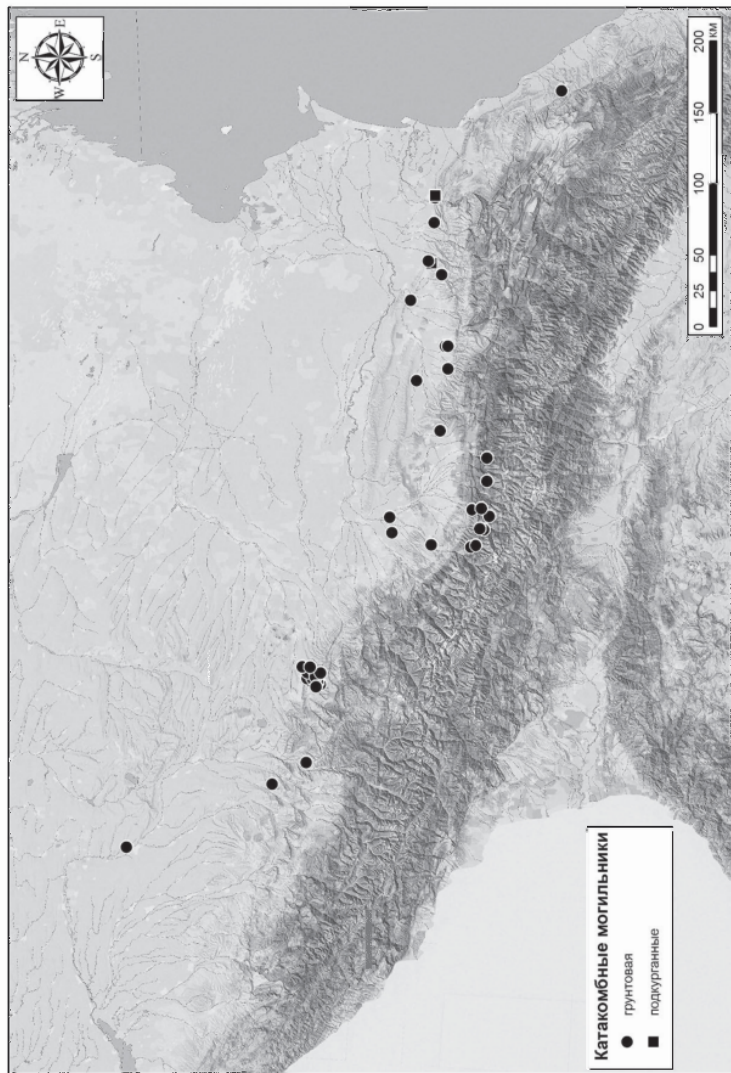 N
W E
S
Катакомбные могильники
грунтовая
подкурганные
0 25 50 100 150 200
КМ